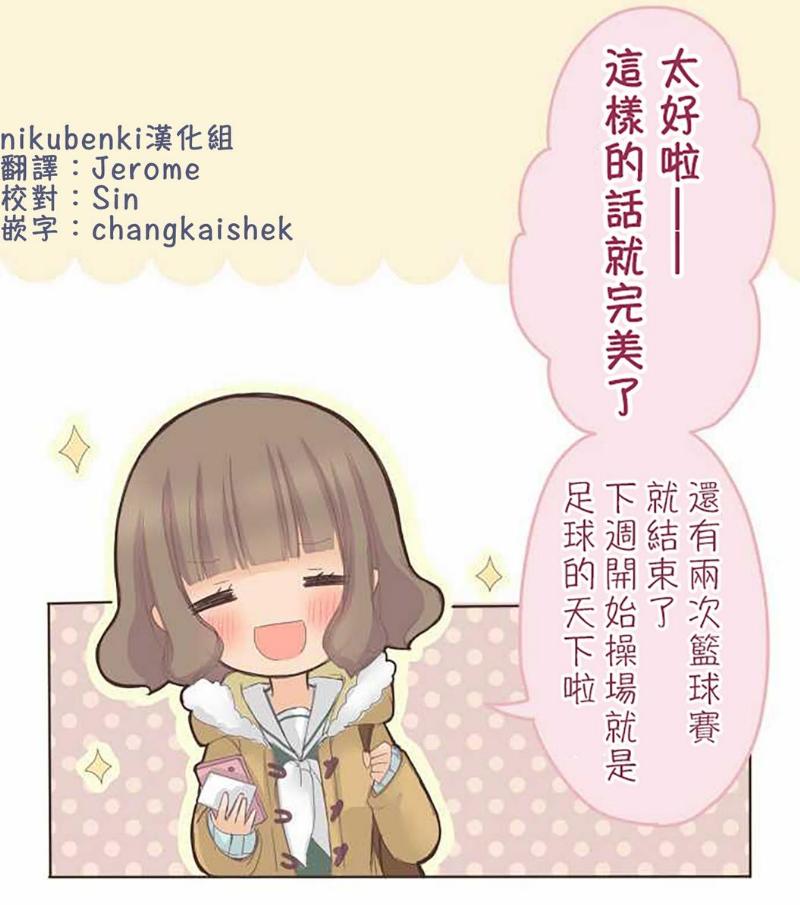 太好啦——
這樣的話就完美了
還有兩次籃球賽
就結束了
下週開始操場就是
足球的天下啦
nikubenki漢化組
翻譯：Jerome
校對：Sin
嵌字：changkaishek